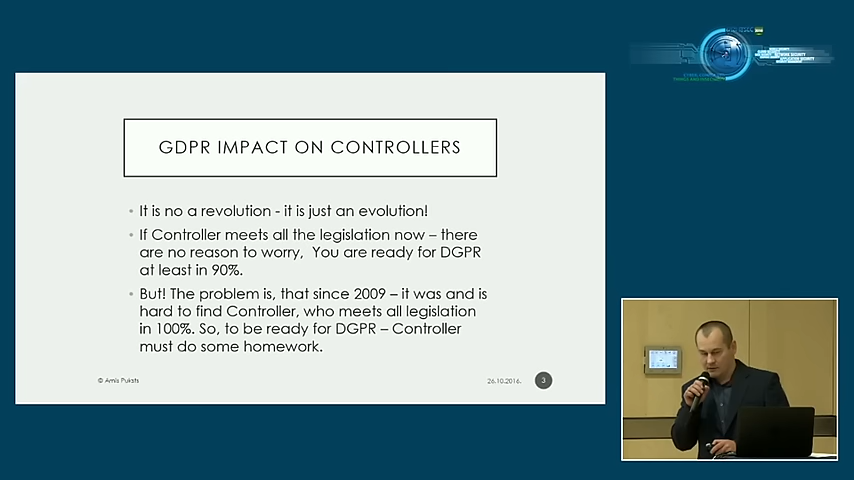 GDPR IMPACT ON CONTROLLERS
• It is no a revolution - it is just an evolution!
• If Controller meets all the legislation now – there
are no reason to worry, You are ready for DGPR
at least in 90%.
• But! The problem is, that since 2009 – it was and is
hard to find Controller, who meets all legislation
in 100%. So, to be ready for DGPR – Controller
must do some homework.
© Arnis Puksts
26.10.2016.
3